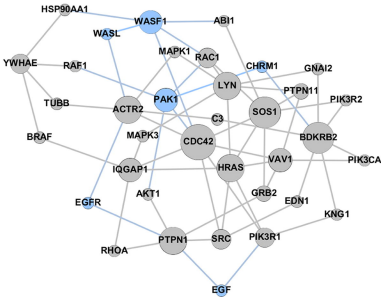 HSP90AA1
WASF1
ABI1
WASL
MAPK1
RAC1
YWHAE
RAF1
CHRM1
GNAI2
LYN
PTPN11
TUBB
ACTR2
PAK1
PIK3R2
SOS1
C3
BRAF
MAPK3
CDC42
BDKRB2
IQGAP1
HRAS
VAV1
PIK3CA
AKT1
GRB2
EGFR
EDN1
KNG1
RHOA
PTPN1
SRC
PIK3R1
EGF